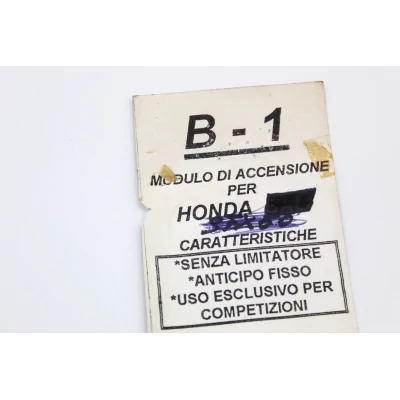 B - 1
MODULO DI ACCENSIONE
PER
HONDA
CARATTERISTICHE
*SENZA LIMITATORE
*ANTICIPO FISSO
*USO ESCLUSIVO PER
COMPETIZIONI